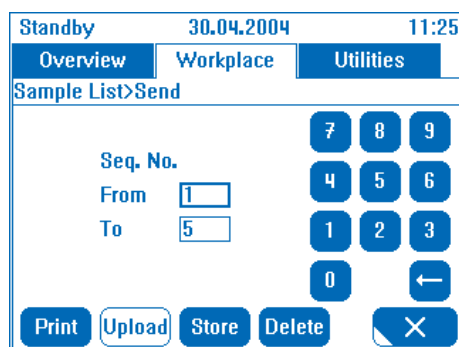 Standby 30.04.2004 11:25
Overview Workplace Utilities
Sample List>Send
7 8 9
Seq. No.
4 5 6
From 1
To 5
1 2 3
0 ←
Print Upload Store Delete ✕